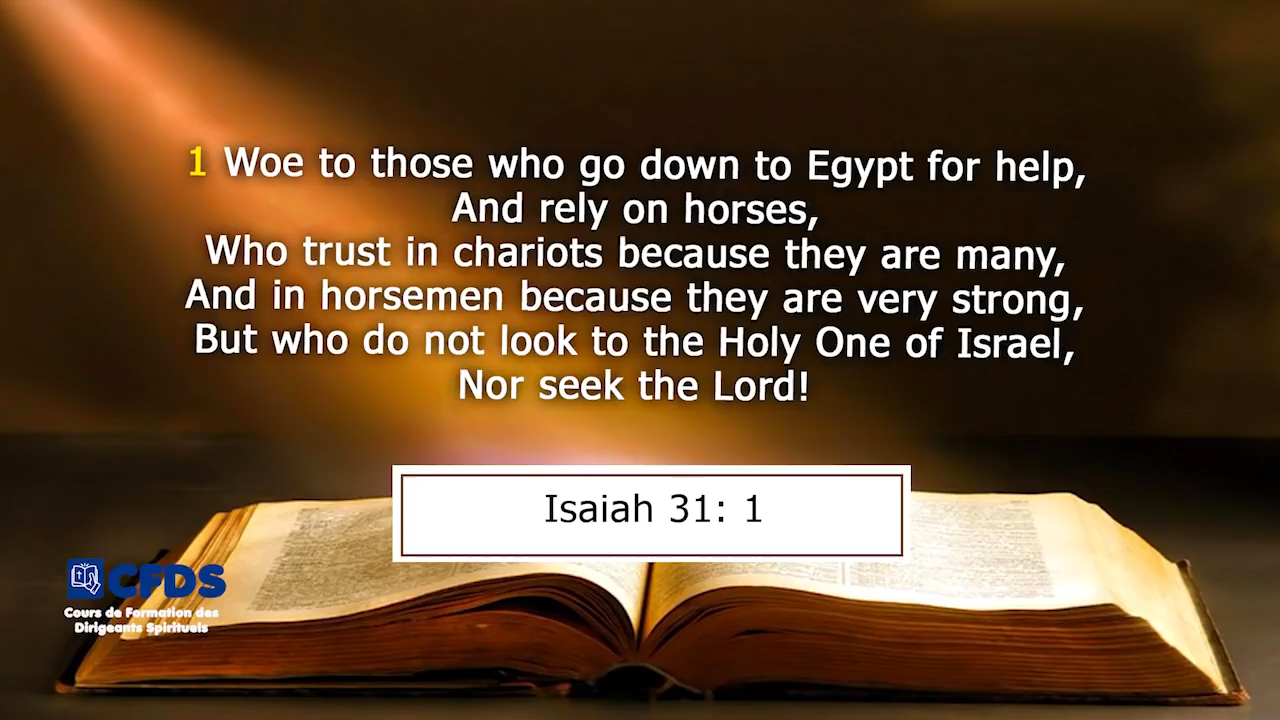 1 Woe to those who go down to Egypt for help,
And rely on horses,
Who trust in chariots because they are many,
And in horsemen because they are very strong,
But who do not look to the Holy One of Israel,
Nor seek the Lord!
Isaiah 31: 1
CFDS
Cours de Formation des
Dirigeants Spirituels